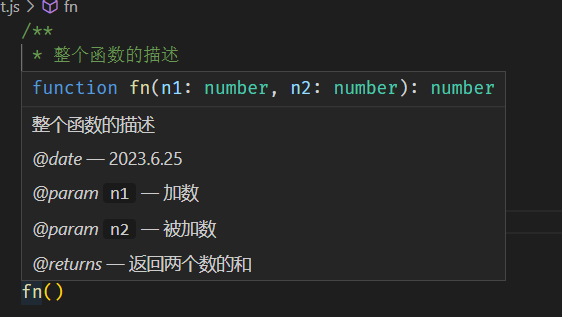 t.js > fn
/**
* 整个函数的描述
function fn(n1: number, n2: number): number
整个函数的描述
@date — 2023.6.25
@param n1 — 加数
@param n2 — 被加数
@returns — 返回两个数的和
fn()